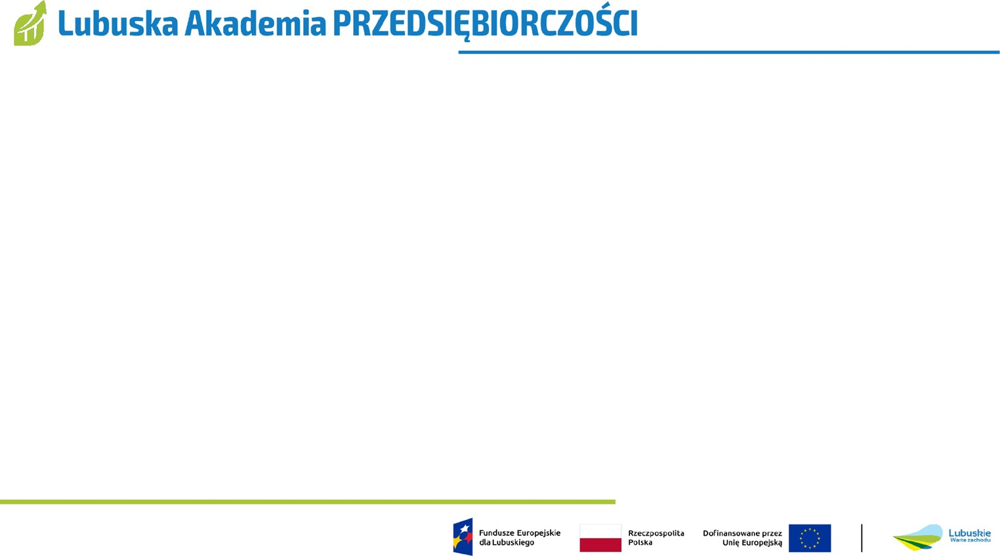 Lubuska Akademia PRZEDSIĘBIORCZOŚCI
Fundusze Europejskie
dla Lubuskiego
Rzeczpospolita
Polska
Dofinansowane przez
Unię Europejską
Lubuskie
Warte zachodu